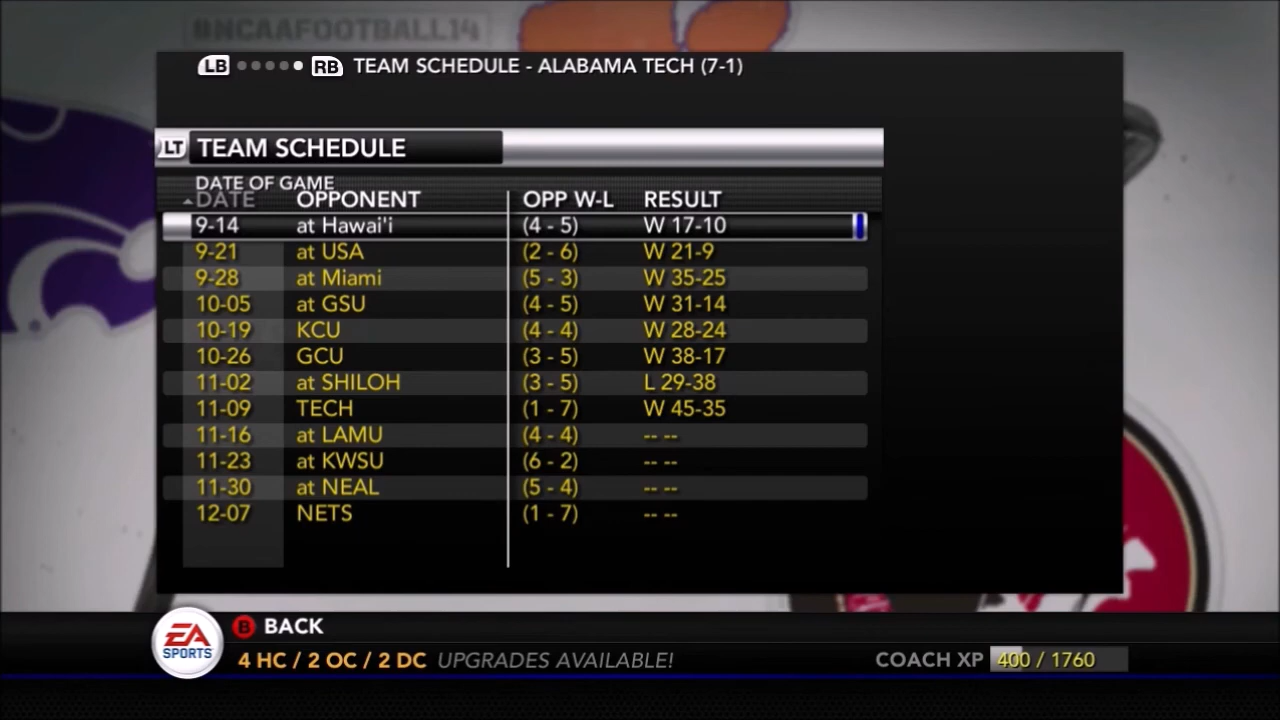 #NCAAFOOTBALL14
LB RB TEAM SCHEDULE - ALABAMA TECH (7-1)
LT TEAM SCHEDULE
DATE OF GAME
DATE OPPONENT OPP W-L RESULT
9-14 at Hawai'i (4 - 5) W 17-10
9-21 at USA (2 - 6) W 21-9
9-28 at Miami (5 - 3) W 35-25
10-05 at GSU (4 - 5) W 31-14
10-19 KCU (4 - 4) W 28-24
10-26 GCU (3 - 5) W 38-17
11-02 at SHILOH (3 - 5) L 29-38
11-09 TECH (1 - 7) W 45-35
11-16 at LAMU (4 - 4) -- --
11-23 at KWSU (6 - 2) -- --
11-30 at NEAL (5 - 4) -- --
12-07 NETS (1 - 7) -- --
B BACK
EA SPORTS
4 HC / 2 OC / 2 DC UPGRADES AVAILABLE! COACH XP 400 / 1760